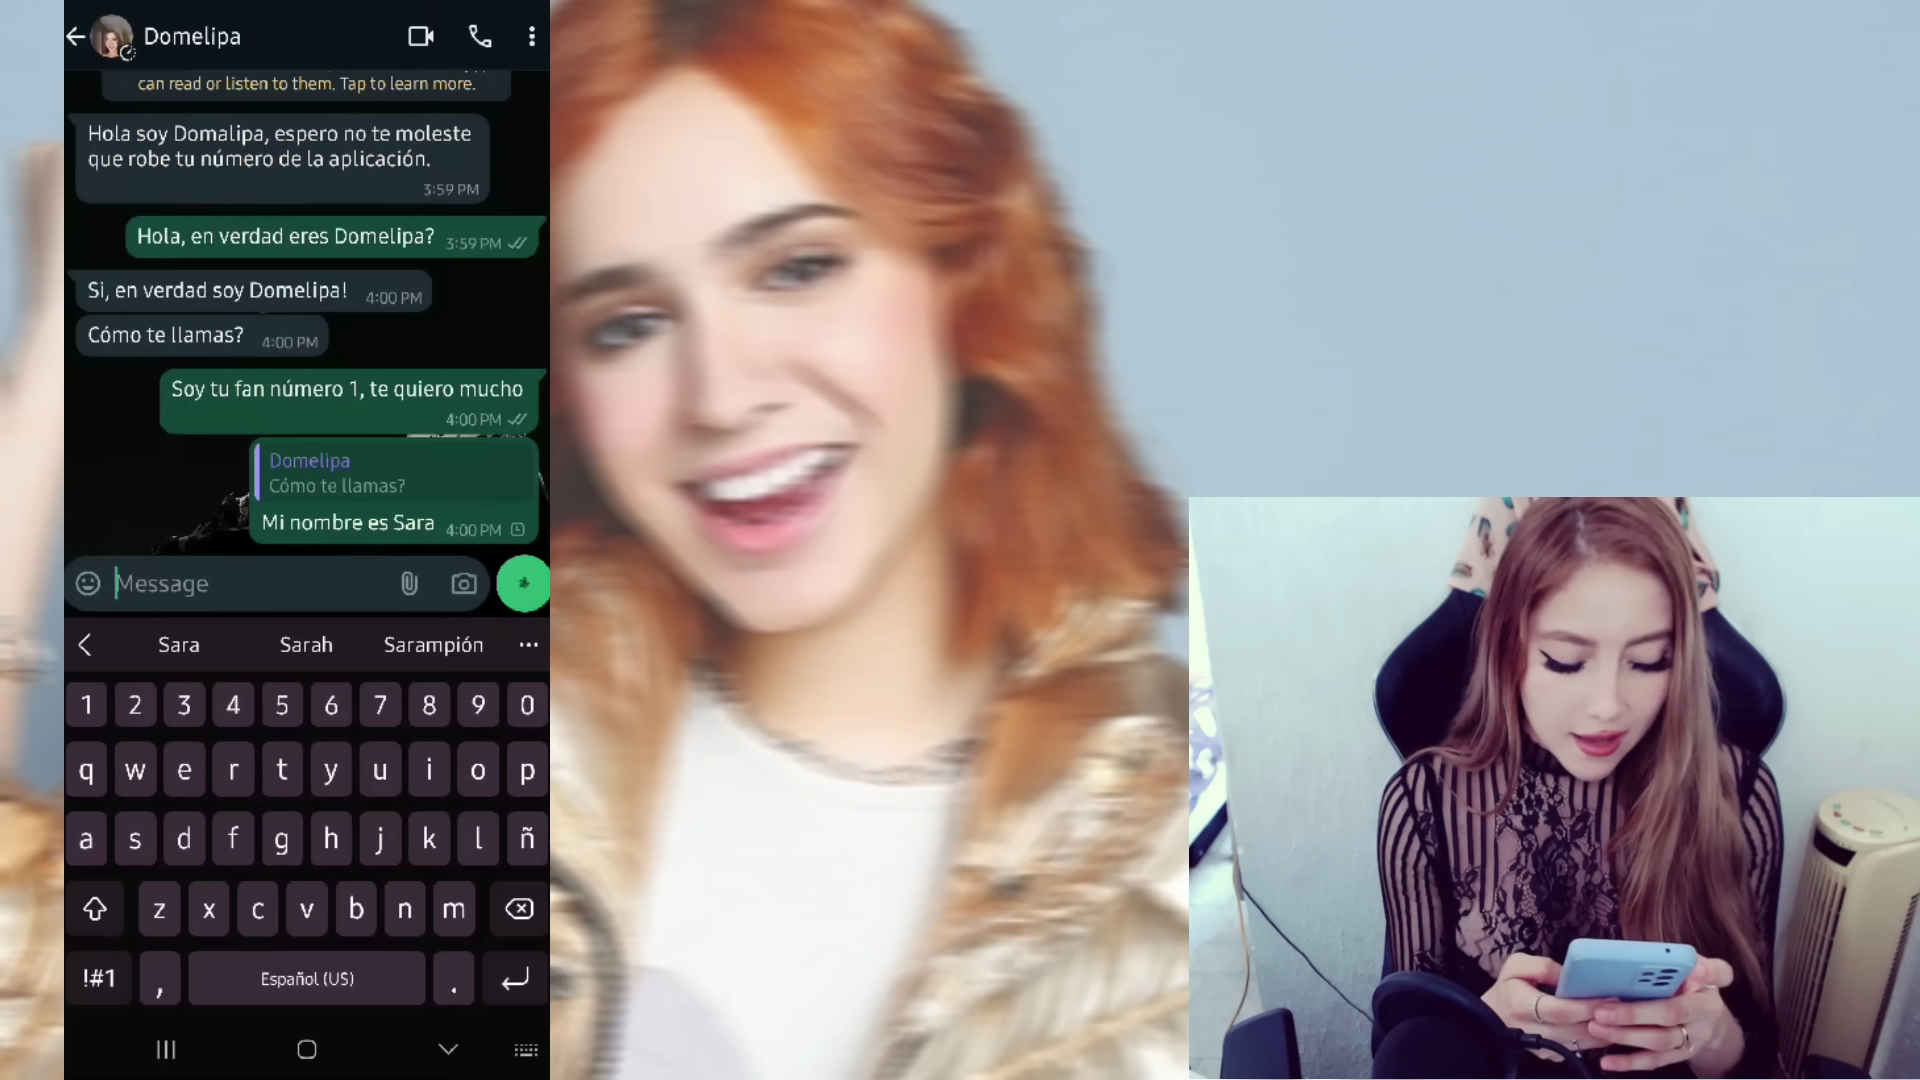 Domelipa
can read or listen to them. Tap to learn more.
Hola soy Domalipa, espero no te moleste
que robe tu número de la aplicación.
3:59 PM
Hola, en verdad eres Domelipa? 3:59 PM
Si, en verdad soy Domelipa! 4:00 PM
Cómo te llamas? 4:00 PM
Soy tu fan número 1, te quiero mucho
4:00 PM
Domelipa
Cómo te llamas?
Mi nombre es Sara 4:00 PM
Message
Sara Sarah Sarampión ...
1 2 3 4 5 6 7 8 9 0
q w e r t y u i o p
a s d f g h j k l ñ
z x c v b n m
!#1 , Español (US) .